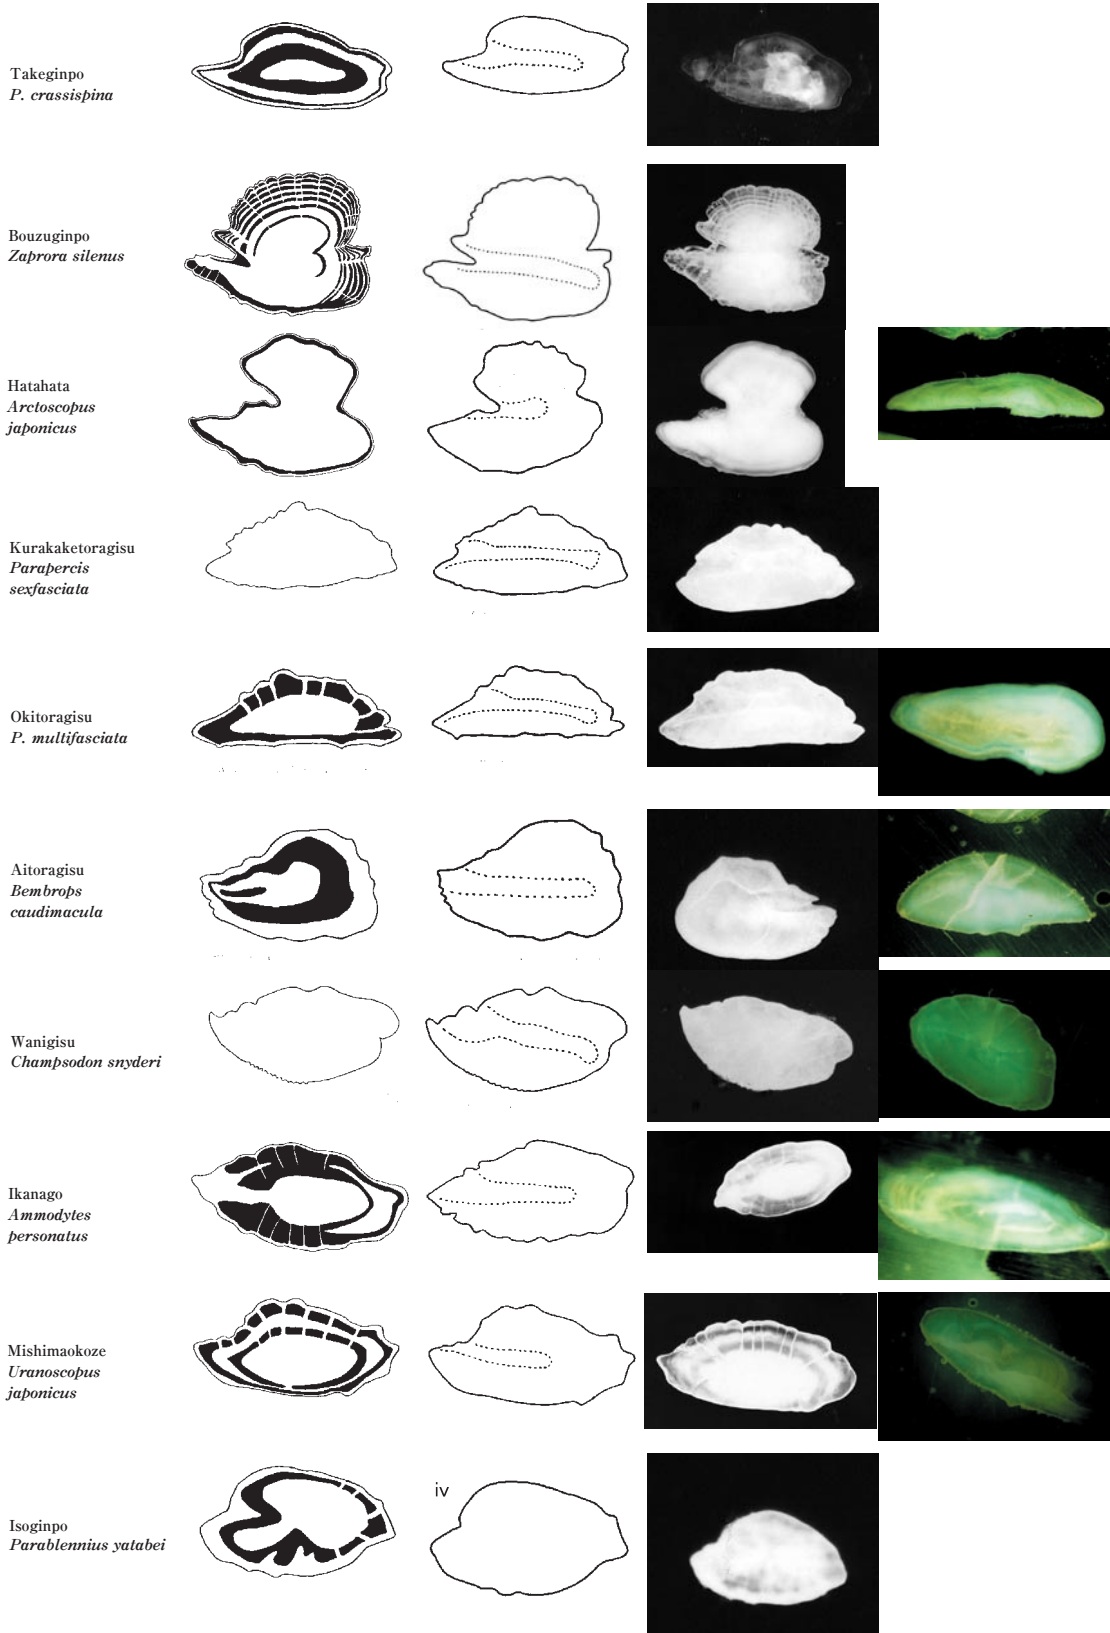 Takeginpo
P. crassispina
Bouzuginpo
Zaprora silenus
Hatahata
Arctoscopus
japonicus
Kurakaketoragisu
Parapercis
sexfasciata
Okitoragisu
P. multifasciata
Aitoragisu
Bembrops
caudimacula
Wanigisu
Champsodon snyderi
Ikanago
Ammodytes
personatus
Mishimaokoze
Uranoscopus
japonicus
iv
Isoginpo
Parablennius yatabei